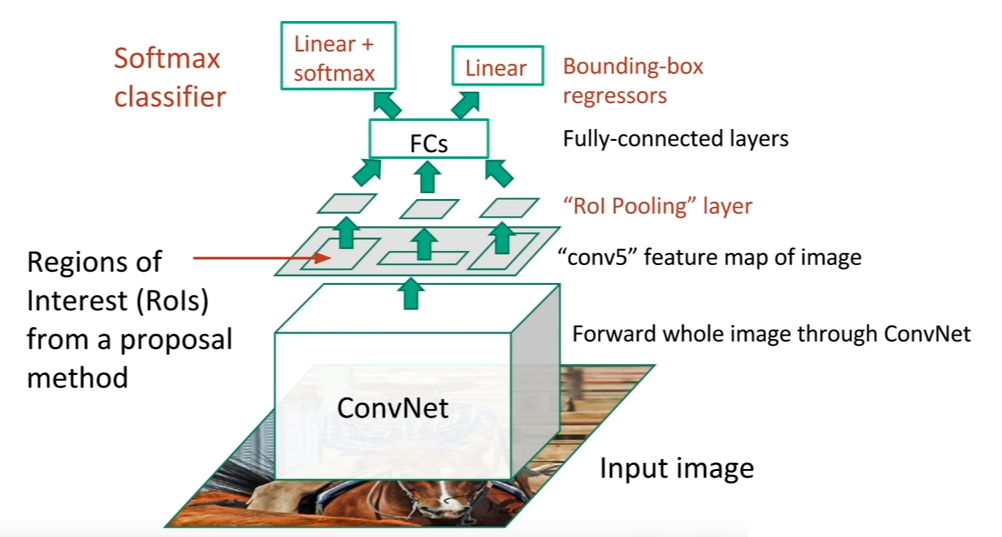 Softmax
classifier
Linear +
softmax
Linear
Bounding-box
regressors
FCs
Fully-connected layers
“RoI Pooling” layer
Regions of
Interest (RoIs)
from a proposal
method
“conv5” feature map of image
Forward whole image through ConvNet
ConvNet
Input image